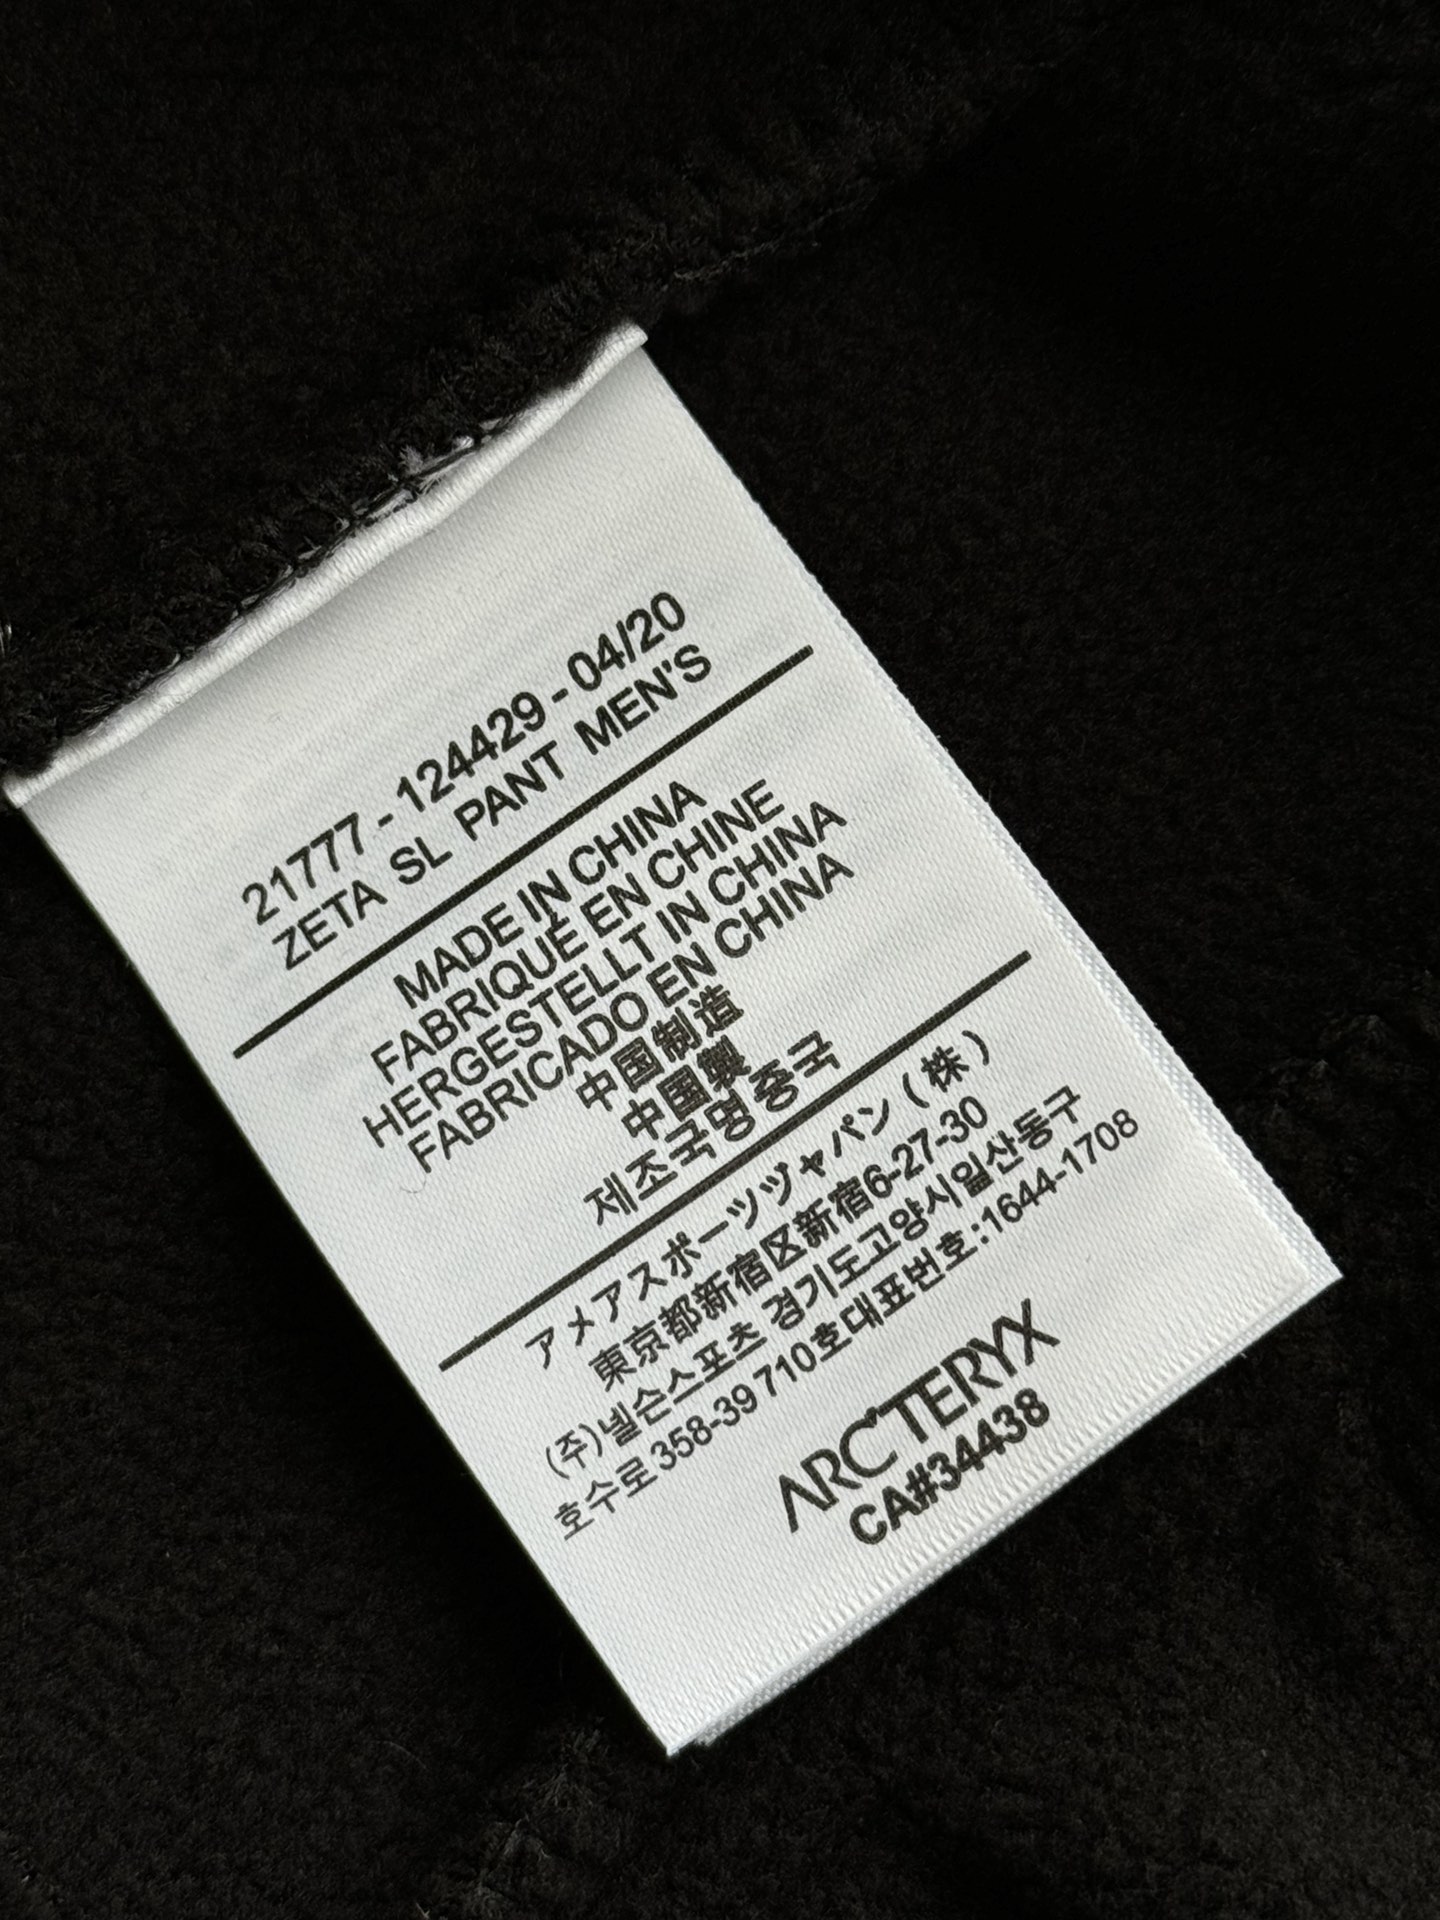 21777 - 124429 - 04/20
ZETA SL PANT MEN'S
MADE IN CHINA
FABRIQUÉ EN CHINE
HERGESTELLT IN CHINA
FABRICADO EN CHINA
中国制造
中国製
제조국명 중국
アメアスポーツヅャパン(株)
東京都新宿区新宿6-27-30
(주)넬슨스포츠 경기도고양시일산동구
호수로358-39 710호대표번호:1644-1708
ARC'TERYX
CA#34438